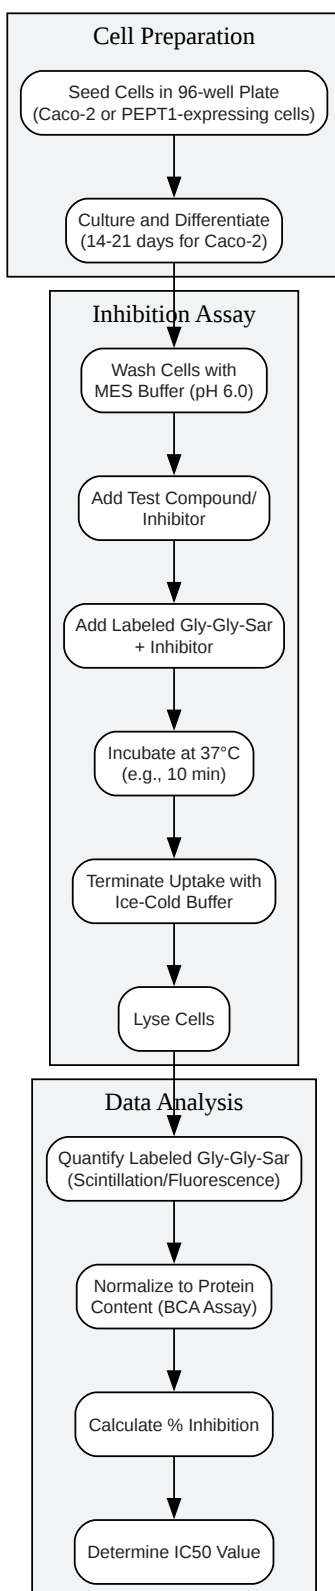 Cell Preparation
Seed Cells in 96-well Plate
(Caco-2 or PEPT1-expressing cells)
Culture and Differentiate
(14-21 days for Caco-2)
Inhibition Assay
Wash Cells with
MES Buffer (pH 6.0)
Add Test Compound/
Inhibitor
Add Labeled Gly-Gly-Sar
+ Inhibitor
Incubate at 37°C
(e.g., 10 min)
Terminate Uptake with
Ice-Cold Buffer
Lyse Cells
Data Analysis
Quantify Labeled Gly-Gly-Sar
(Scintillation/Fluorescence)
Normalize to Protein
Content (BCA Assay)
Calculate % Inhibition
Determine IC50 Value